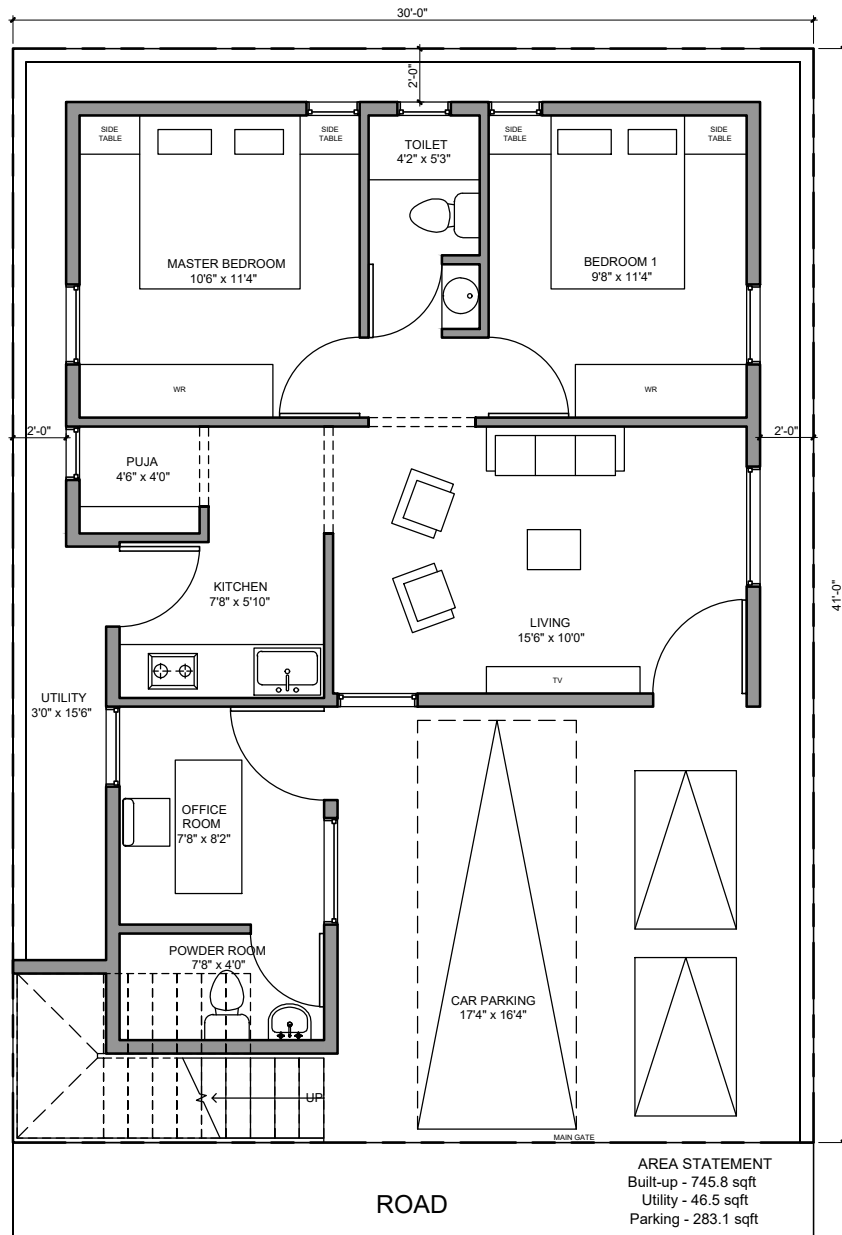 30'-0"
2'-0"
SIDE
TABLE
SIDE
TABLE
TOILET
4'2" x 5'3"
SIDE
TABLE
SIDE
TABLE
MASTER BEDROOM
10'6" x 11'4"
BEDROOM 1
9'8" x 11'4"
WR
WR
2'-0"
2'-0"
PUJA
4'6" x 4'0"
KITCHEN
7'8" x 5'10"
41'-0"
LIVING
15'6" x 10'0"
TV
UTILITY
3'0" x 15'6"
OFFICE
ROOM
7'8" x 8'2"
POWDER ROOM
7'8" x 4'0"
CAR PARKING
17'4" x 16'4"
UP
MAIN GATE
ROAD
AREA STATEMENT
Built-up - 745.8 sqft
Utility - 46.5 sqft
Parking - 283.1 sqft